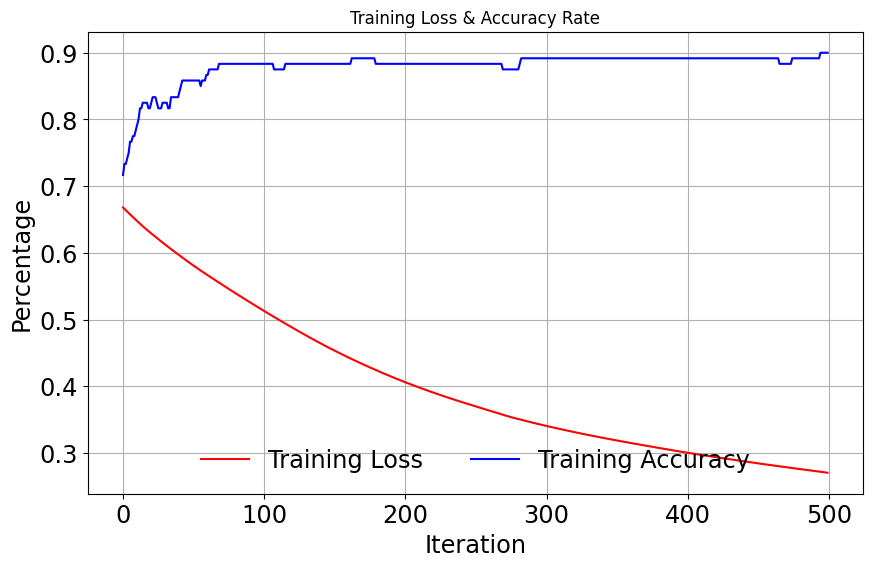 Training Loss & Accuracy Rate
0.9
0.8
0.7
0.6
0.5
0.4
0.3
Percentage
Training Loss
Training Accuracy
0 100 200 300 400 500
Iteration